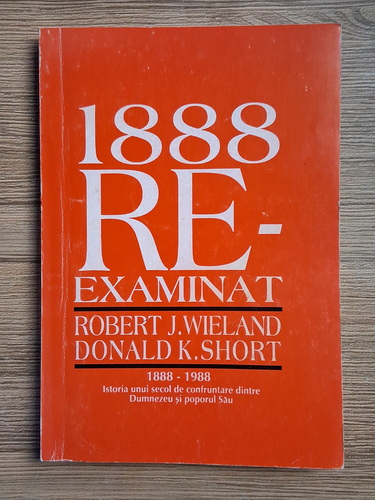 1888
RE-
EXAMINAT
ROBERT J.WIELAND
DONALD K.SHORT
1888 - 1988
Istoria unui secol de confruntare dintre
Dumnezeu și poporul Său